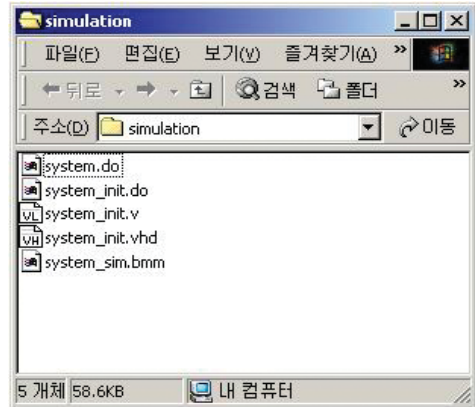 simulation
파일(F) 편집(E) 보기(V) 즐겨찾기(A) »
뒤로 검색 폴더 »
주소(D) simulation 이동
system.do
system_init.do
VL system_init.v
VH system_init.vhd
system_sim.bmm
5 개체 58.6KB 내 컴퓨터